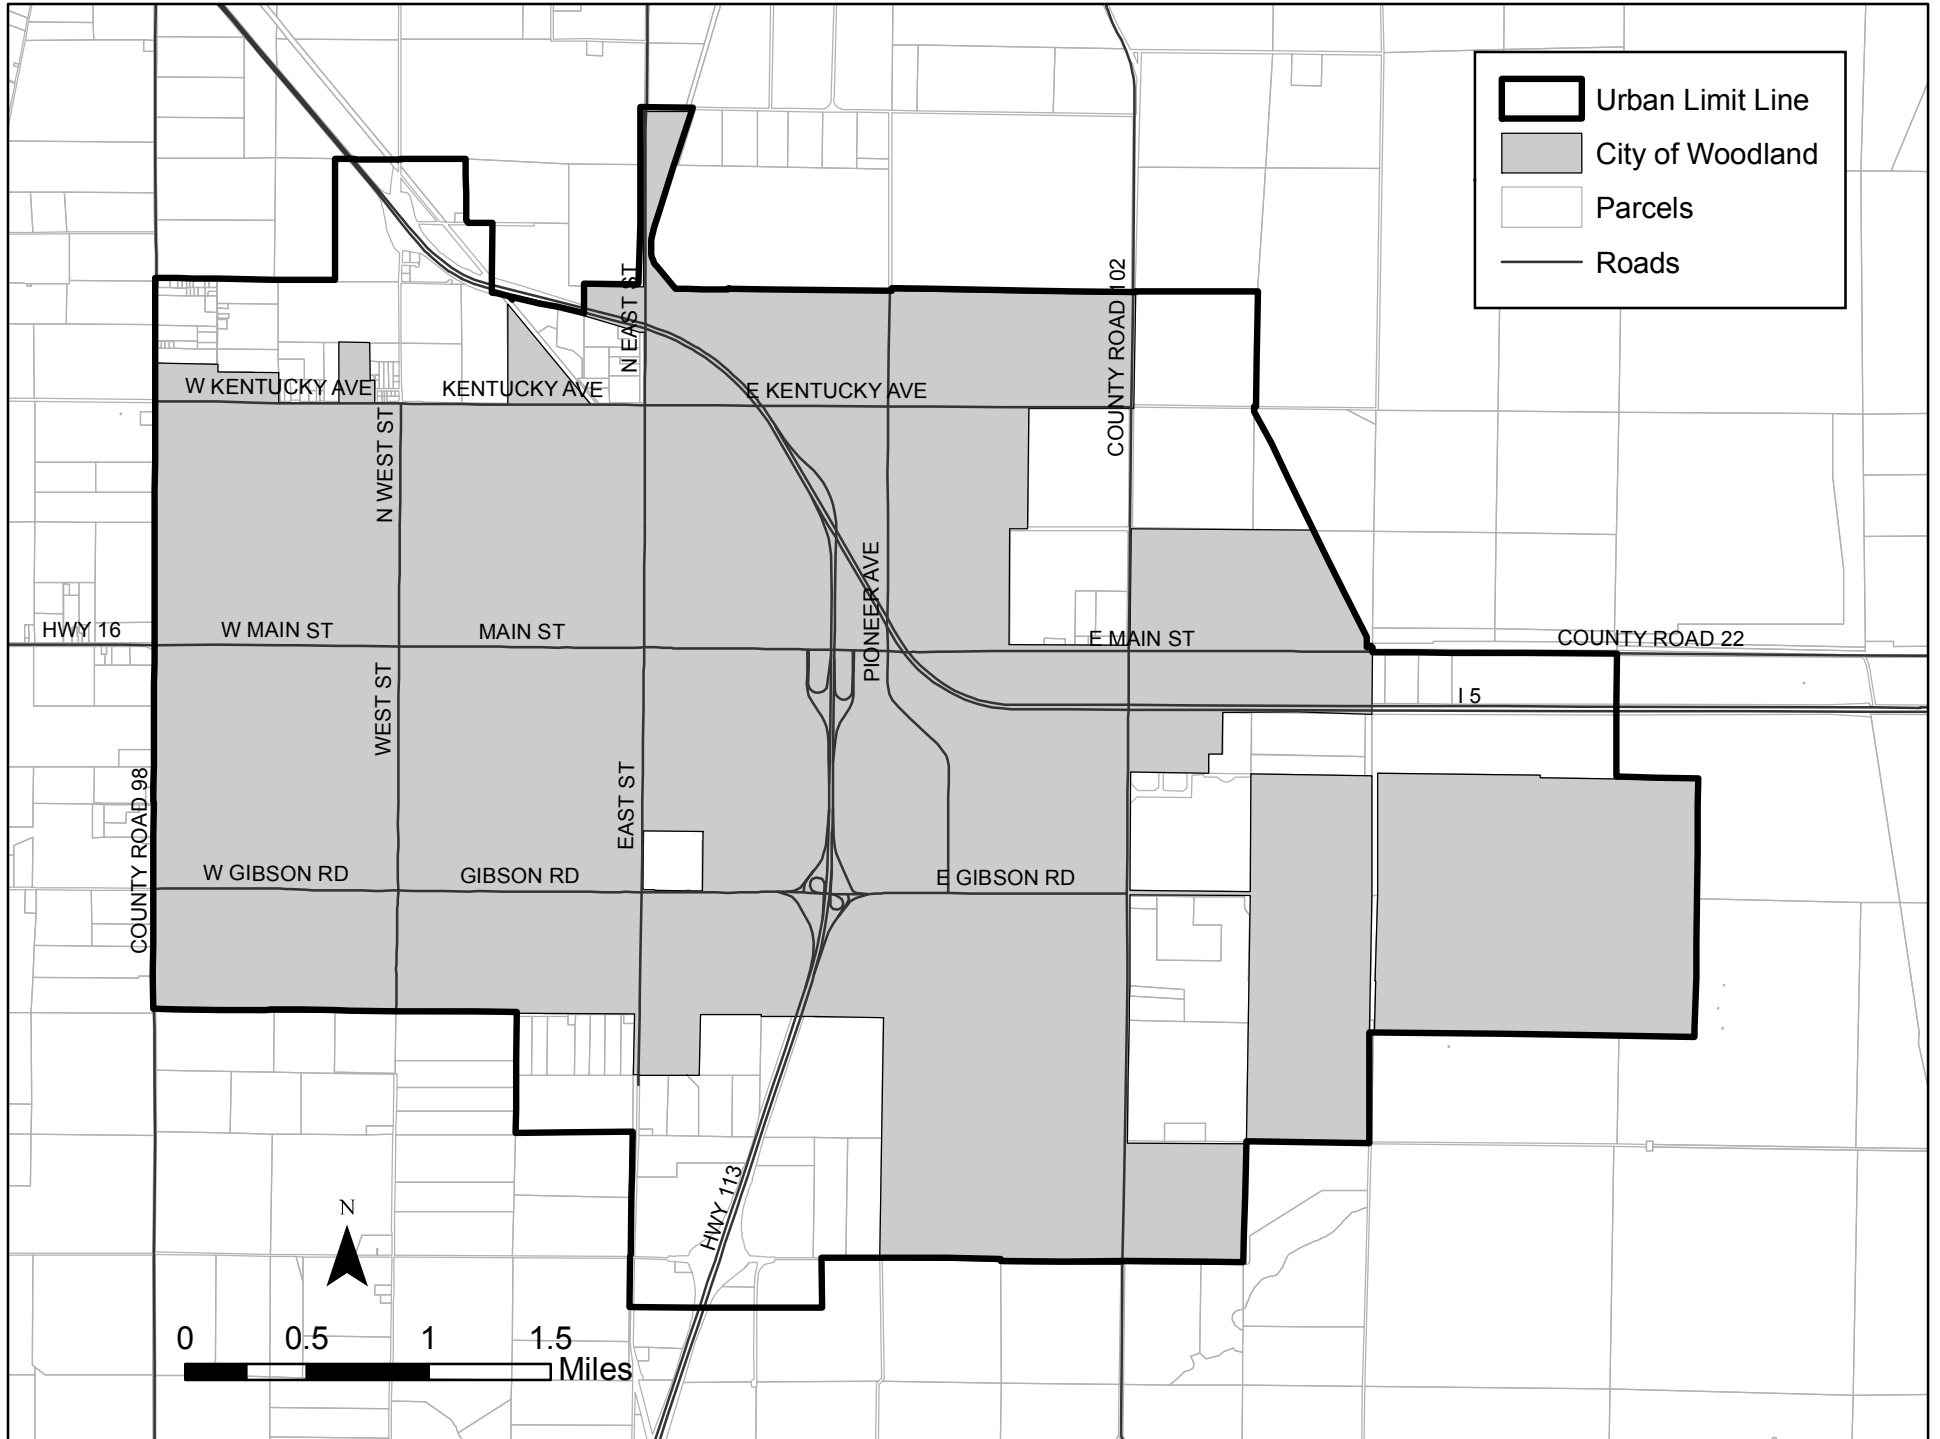 Urban Limit Line
City of Woodland
Parcels
Roads
N EAST ST
COUNTY ROAD 102
W KENTUCKY AVE
KENTUCKY AVE
E KENTUCKY AVE
N WEST ST
PIONEER AVE
HWY 16
W MAIN ST
MAIN ST
E MAIN ST
COUNTY ROAD 22
WEST ST
I 5
EAST ST
COUNTY ROAD 98
W GIBSON RD
GIBSON RD
E GIBSON RD
HWY 113
N
0 0.5 1 1.5
Miles